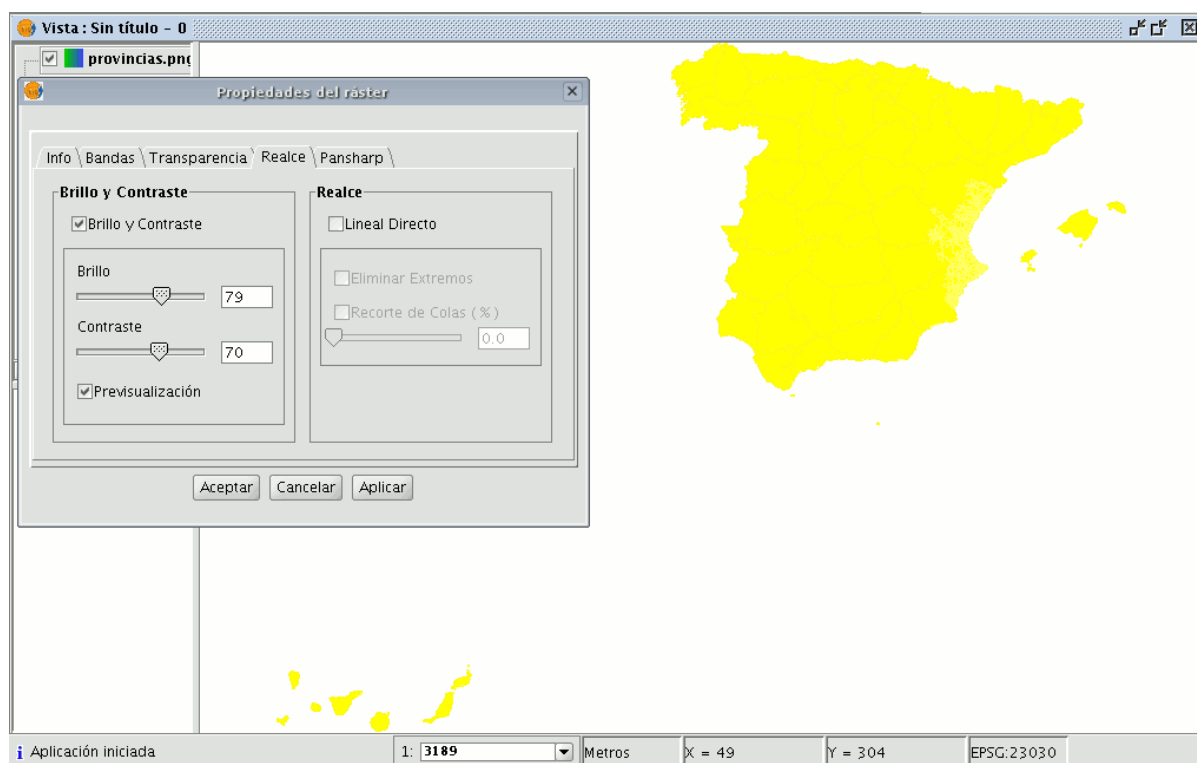 Vista : Sin título - 0
provincias.png
Propiedades del ráster
Info Bandas Transparencia Realce Pansharp
Brillo y Contraste
Brillo y Contraste
Brillo
79
Contraste
70
Previsualización
Realce
Lineal Directo
Eliminar Extremos
Recorte de Colas (%)
0.0
Aceptar Cancelar Aplicar
Aplicación iniciada 1: 3189 Metros X = 49 Y = 304 EPSG:23030